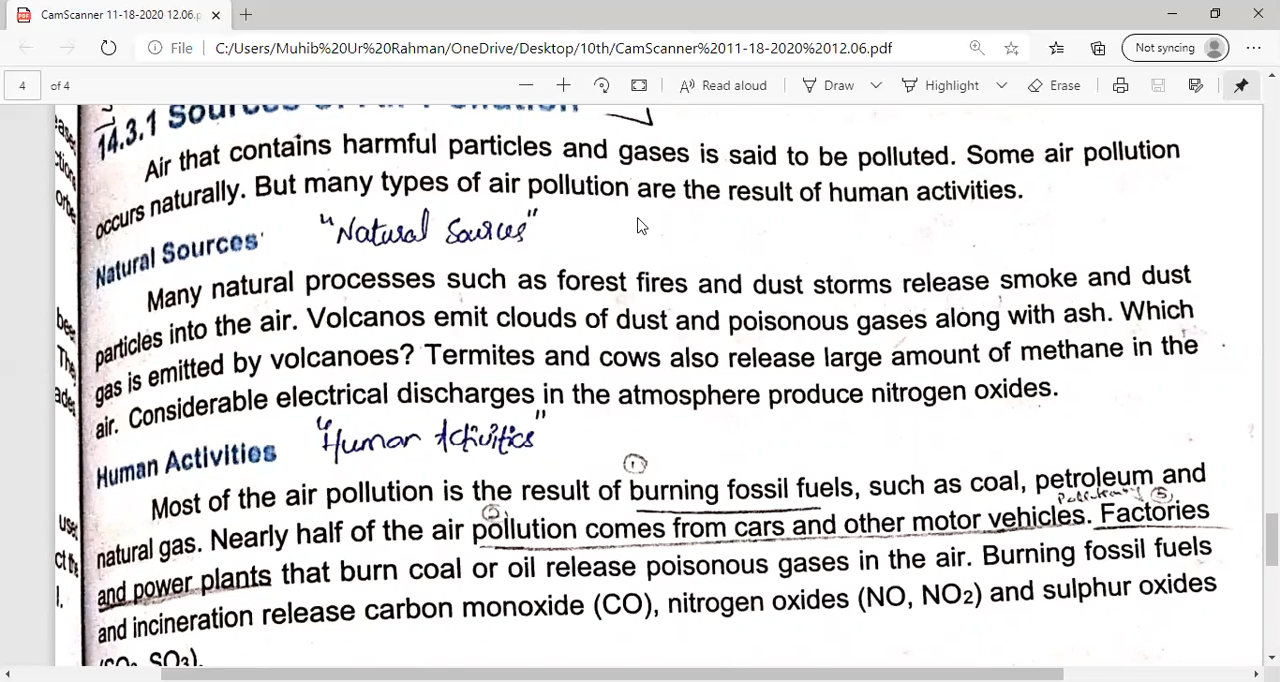 CamScanner 11-18-2020 12.06.p
File
C:/Users/Muhib%20Ur%20Rahman/OneDrive/Desktop/10th/CamScanner%2011-18-2020%2012.06.pdf
Not syncing
4 of 4
Read aloud
Draw
Highlight
Erase
14.3.1 Sources of Air Pollution
Air that contains harmful particles and gases is said to be polluted. Some air pollution
occurs naturally. But many types of air pollution are the result of human activities.
Natural Sources "Natural Sources"
Many natural processes such as forest fires and dust storms release smoke and dust
particles into the air. Volcanos emit clouds of dust and poisonous gases along with ash. Which
gas is emitted by volcanoes? Termites and cows also release large amount of methane in the
air. Considerable electrical discharges in the atmosphere produce nitrogen oxides.
Human Activities "Human Activities"
1
Most of the air pollution is the result of burning fossil fuels, such as coal, petroleum and
2
natural gas. Nearly half of the air pollution comes from cars and other motor vehicles. Factories
and power plants that burn coal or oil release poisonous gases in the air. Burning fossil fuels
and incineration release carbon monoxide (CO), nitrogen oxides (NO, NO2) and sulphur oxides
SO3).